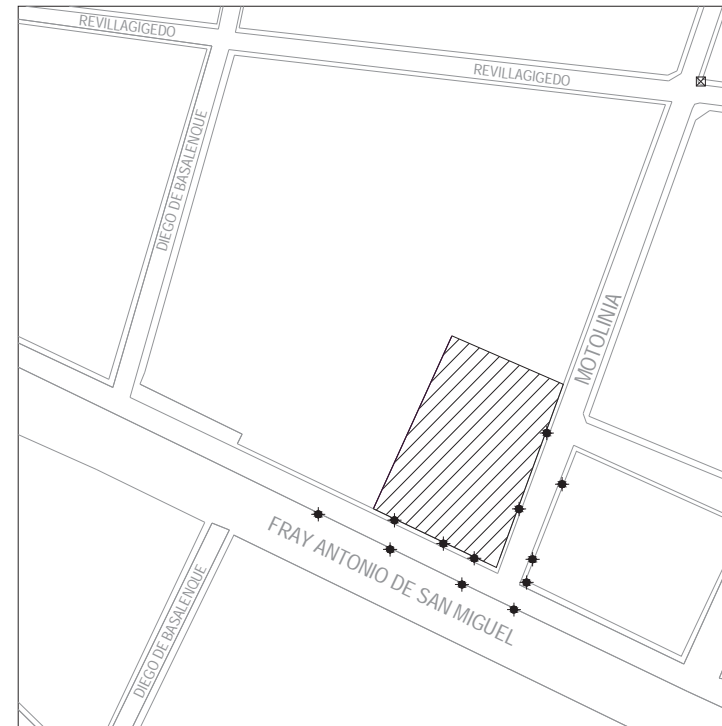 REVILLAGIGEDO
REVILLAGIGEDO
DIEGO DE BASALENQUE
MOTOLINIA
FRAY ANTONIO DE SAN MIGUEL
DIEGO DE BASALENQUE